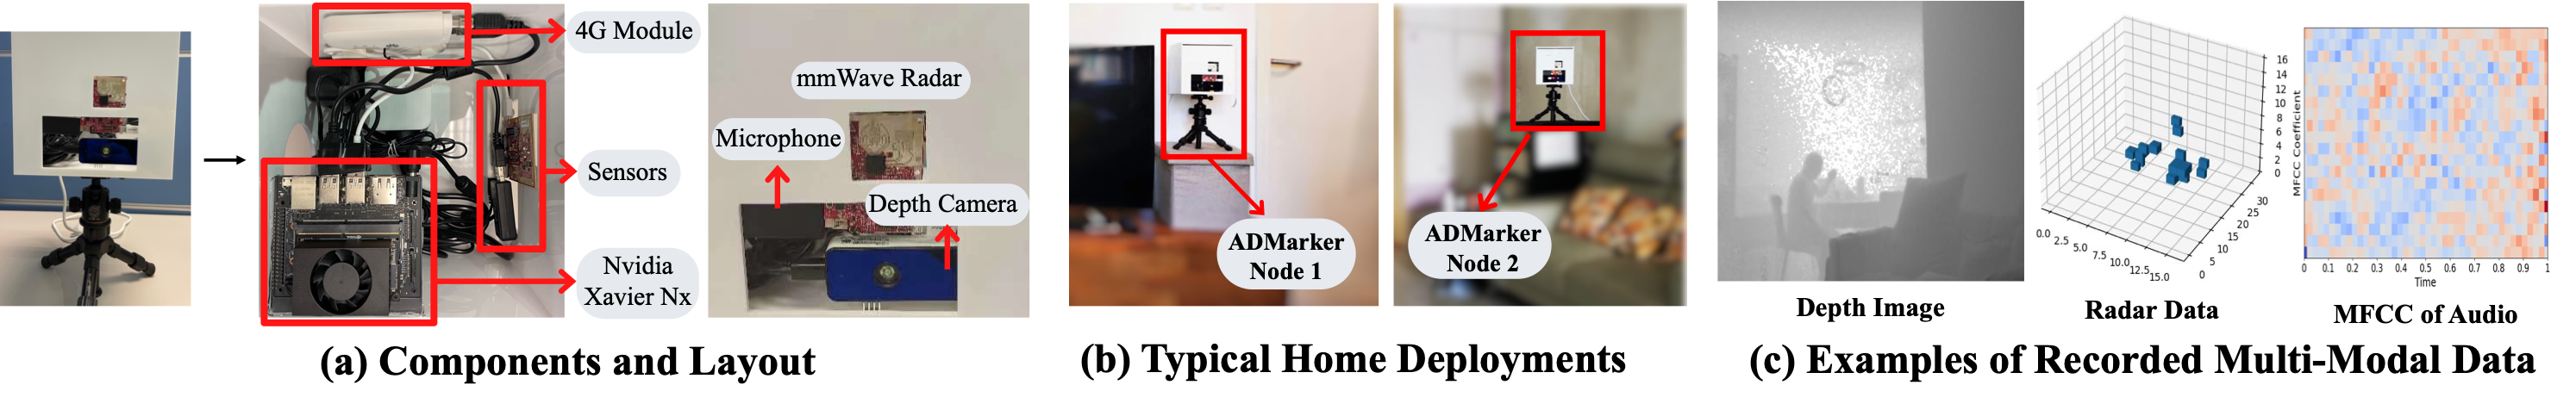 4G Module
Sensors
Nvidia
Xavier Nx
mmWave Radar
Microphone
Depth Camera
(a) Components and Layout
ADMarker
Node 1
ADMarker
Node 2
(b) Typical Home Deployments
Depth Image
16
14
12
10
8
6
4
2
0
30
25
20
15
10
5
0
0.0 2.5 5.0 7.5 10.0 12.5 15.0
Radar Data
MFCC Coefficient
0 0.1 0.2 0.3 0.4 0.5 0.6 0.7 0.8 0.9 1
Time
MFCC of Audio
(c) Examples of Recorded Multi-Modal Data